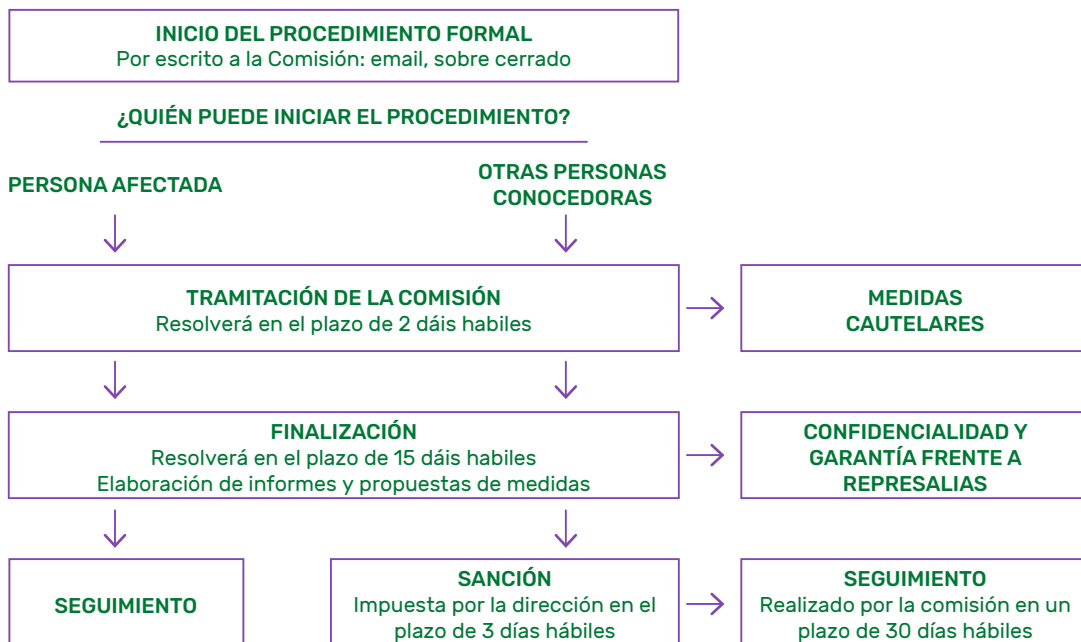 INICIO DEL PROCEDIMIENTO FORMAL
Por escrito a la Comisión: email, sobre cerrado
¿QUIÉN PUEDE INICIAR EL PROCEDIMIENTO?
PERSONA AFECTADA
OTRAS PERSONAS
CONOCEDORAS
TRAMITACIÓN DE LA COMISIÓN
Resolverá en el plazo de 2 dáis habiles
MEDIDAS
CAUTELARES
FINALIZACIÓN
Resolverá en el plazo de 15 dáis habiles
Elaboración de informes y propuestas de medidas
CONFIDENCIALIDAD Y
GARANTÍA FRENTE A
REPRESALIAS
SEGUIMIENTO
SANCIÓN
Impuesta por la dirección en el
plazo de 3 días hábiles
SEGUIMIENTO
Realizado por la comisión en un
plazo de 30 días hábiles